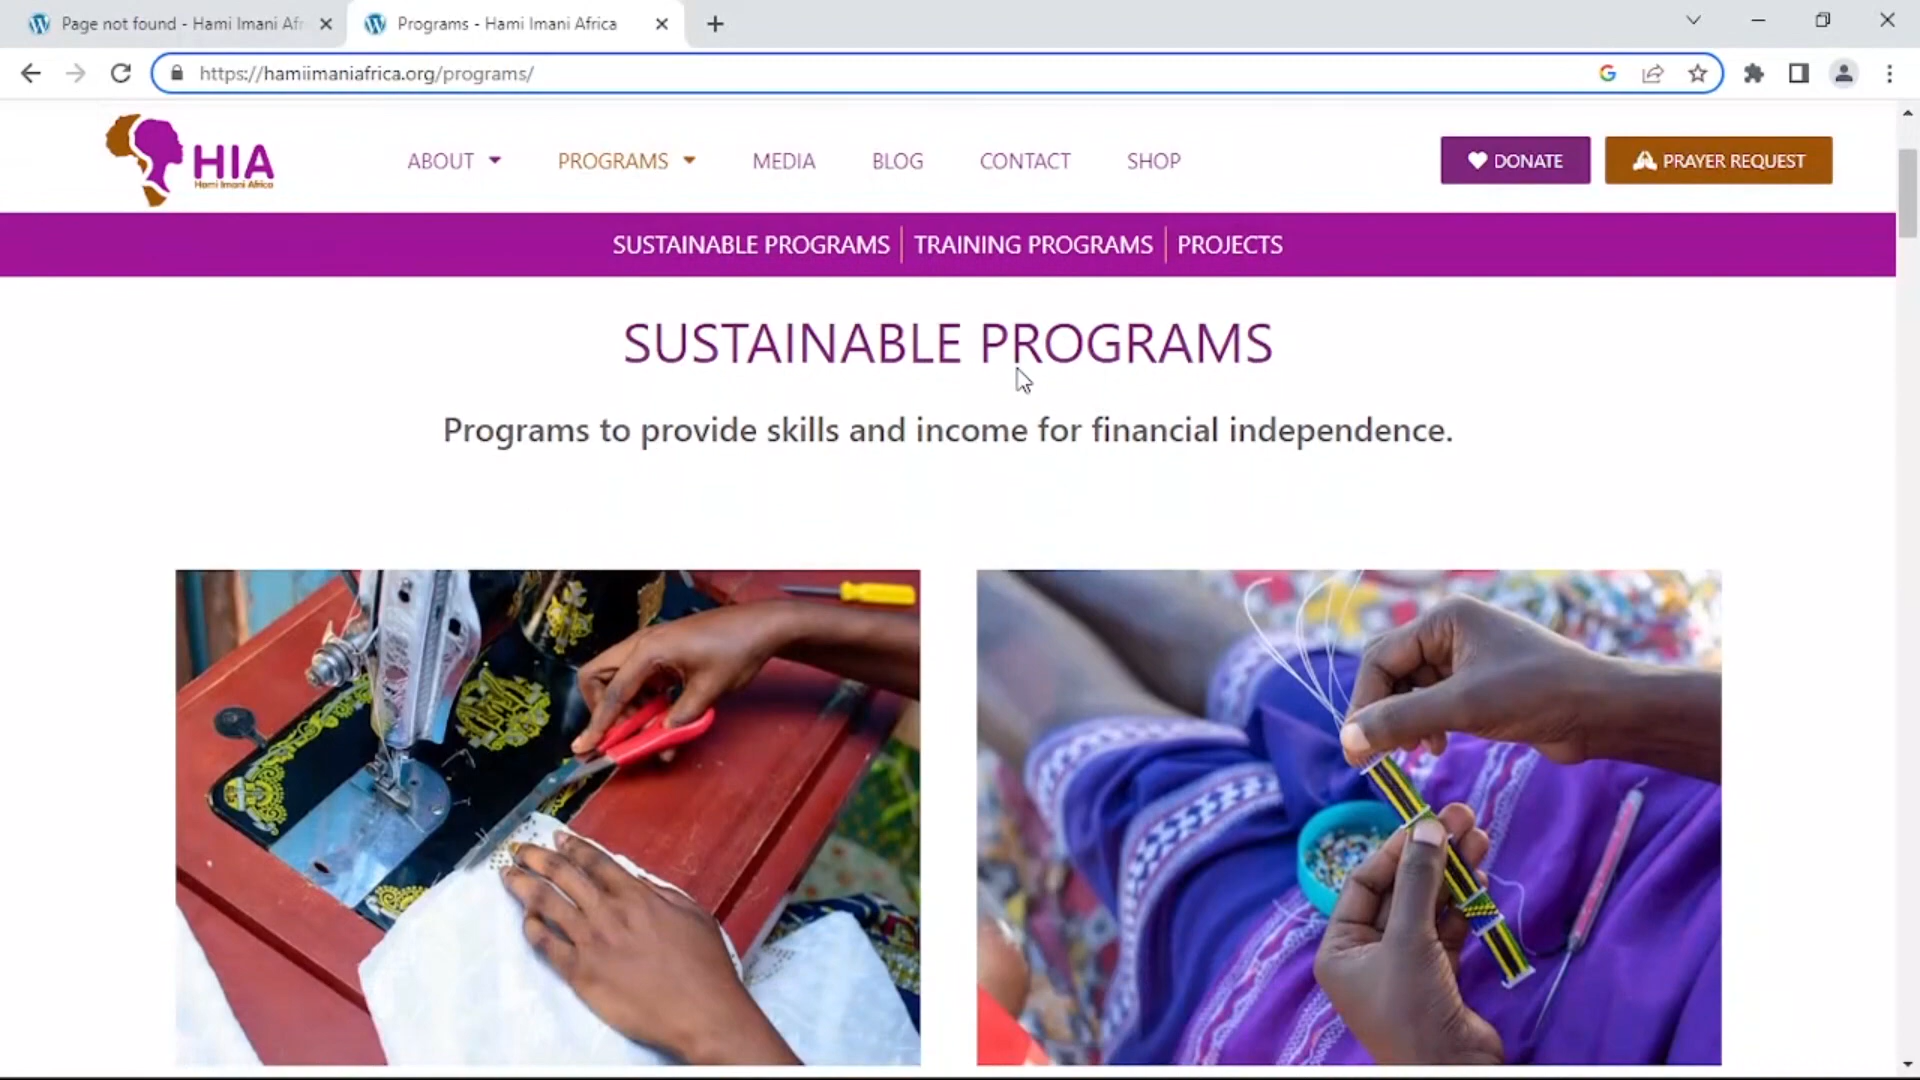 Page not found - Hami Imani Afr
Programs - Hami Imani Africa
https://hamiimaniafrica.org/programs/
HIA
Hami Imani Africa
ABOUT
PROGRAMS
MEDIA
BLOG
CONTACT
SHOP
DONATE
PRAYER REQUEST
SUSTAINABLE PROGRAMS
TRAINING PROGRAMS
PROJECTS
SUSTAINABLE PROGRAMS
Programs to provide skills and income for financial independence.